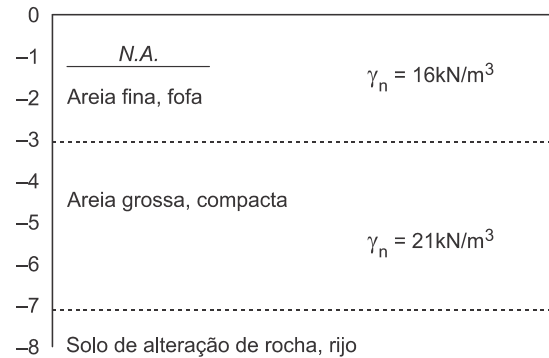 0
–1
N.A.
γn = 16kN/m³
–2
Areia fina, fofa
–3
–4
Areia grossa, compacta
–5
γn = 21kN/m³
–6
–7
–8
Solo de alteração de rocha, rijo